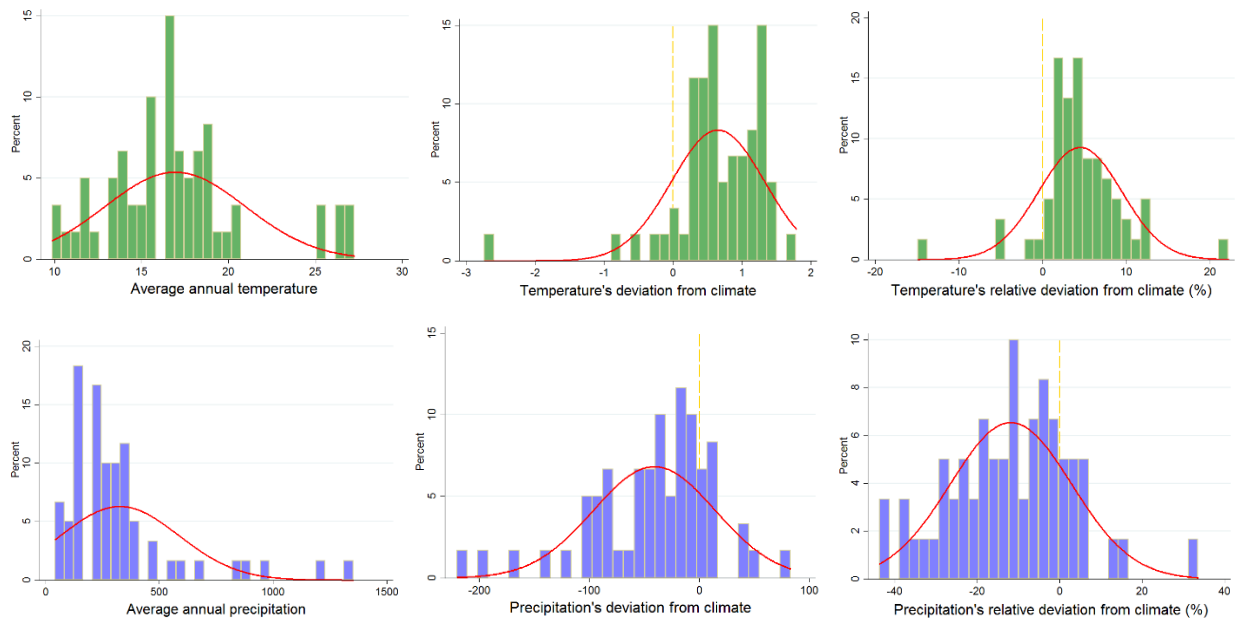 15
10
5
0
Percent
10 15 20 25 30
Average annual temperature
15
10
5
0
Percent
-3 -2 -1 0 1 2
Temperature's deviation from climate
20
15
10
5
0
Percent
-20 -10 0 10 20
Temperature's relative deviation from climate (%)
20
15
10
5
0
Percent
0 500 1000 1500
Average annual precipitation
15
10
5
0
Percent
-200 -100 0 100
Precipitation's deviation from climate
10
8
6
4
2
0
Percent
-40 -20 0 20 40
Precipitation's relative deviation from climate (%)